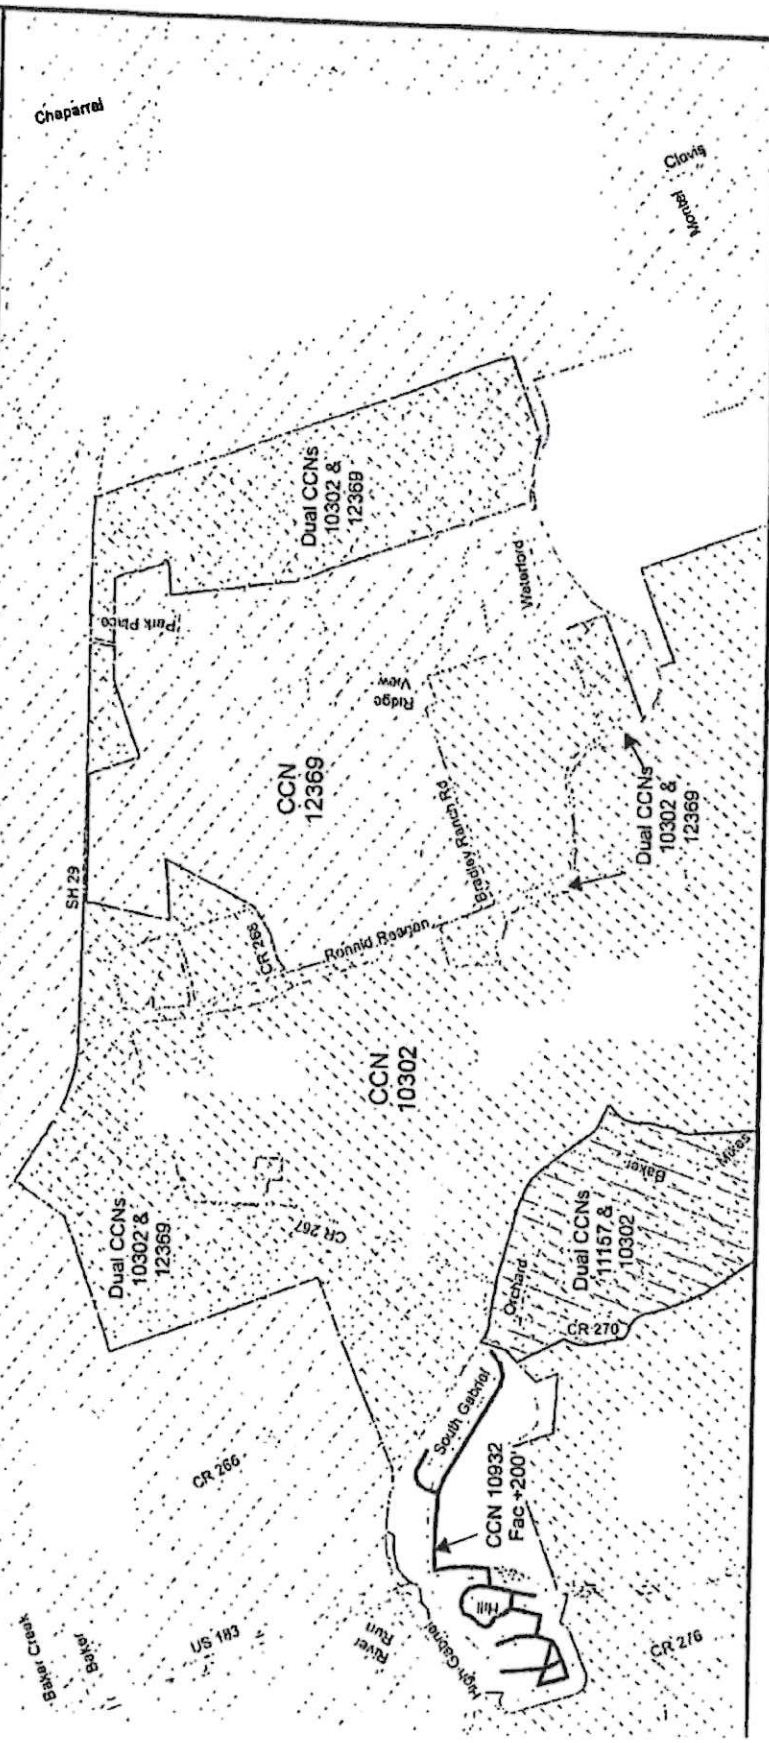 Chaparral
Clovis
Montel
Dual CCNs
10302 &
12369
Park Place
Waterford
Ridge
View
CCN
12369
Bradley Ranch Rd
Dual CCNs
10302 &
12369
SH 29
CR 268
Ronald Reagan
CCN
10302
Dual CCNs
10302 &
12369
CR 267
Baker
Dual CCNs
11157 &
10302
Orchard
CR 270
South Gabriel
CCN 10932
Fac +200'
CR 266
Hill
High Gabriel
River
Run
US 183
Baker Creek
Baker
CR 276